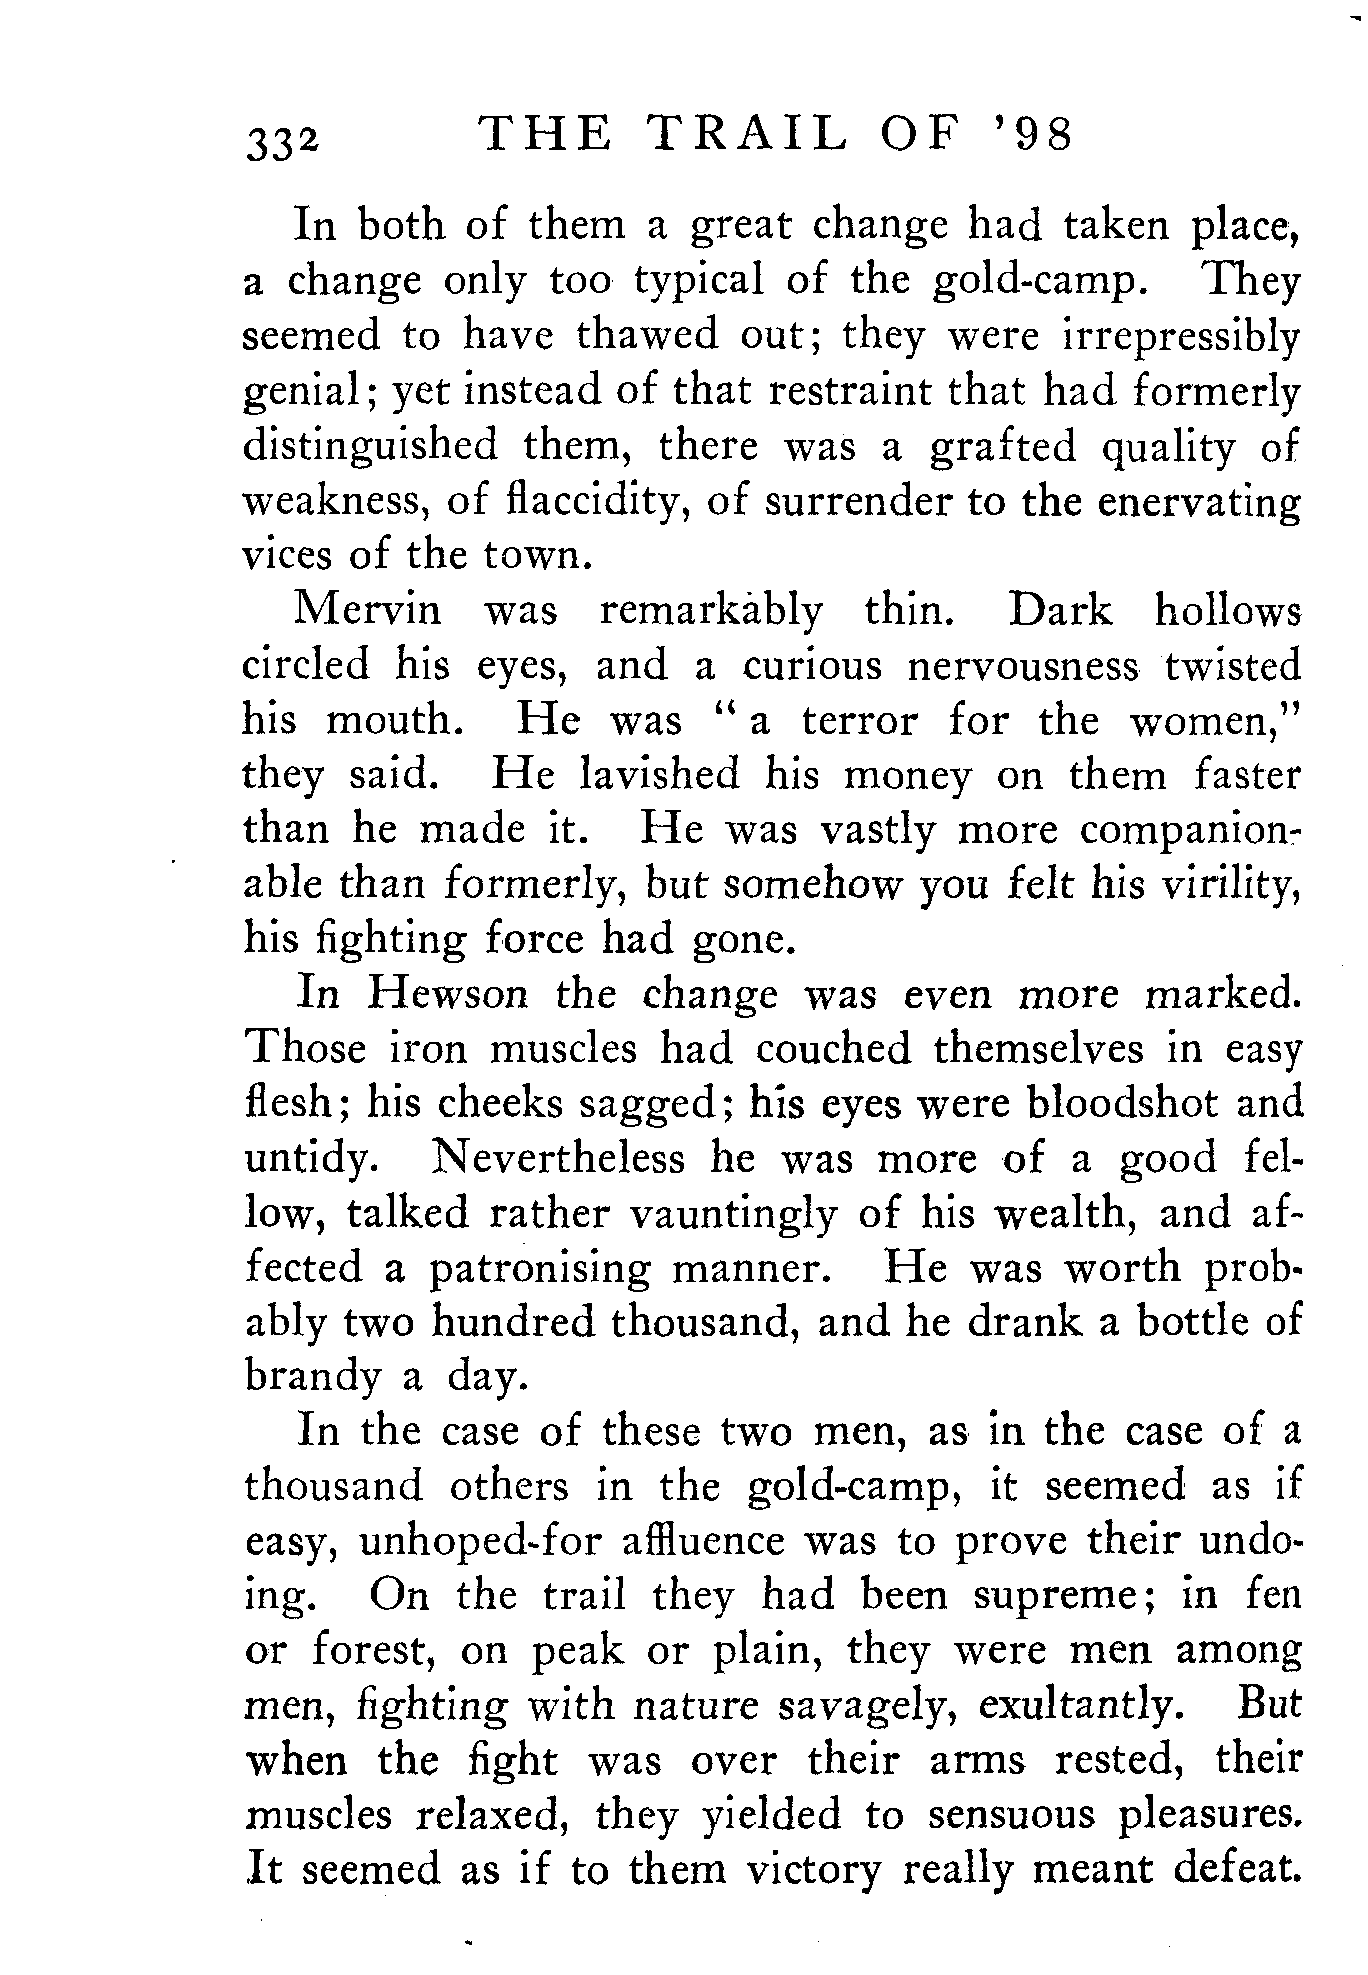 332 THE TRAIL OF '98
In both of them a great change had taken place,
a change only too typical of the gold-camp. They
seemed to have thawed out; they were irrepressibly
genial; yet instead of that restraint that had formerly
distinguished them, there was a grafted quality of
weakness, of flaccidity, of surrender to the enervating
vices of the town.
Mervin was remarkably thin. Dark hollows
circled his eyes, and a curious nervousness twisted
his mouth. He was "a terror for the women,"
they said. He lavished his money on them faster
than he made it. He was vastly more companion-
able than formerly, but somehow you felt his virility,
his fighting force had gone.
In Hewson the change was even more marked.
Those iron muscles had couched themselves in easy
flesh; his cheeks sagged; his eyes were bloodshot and
untidy. Nevertheless he was more of a good fel-
low, talked rather vauntingly of his wealth, and af-
fected a patronising manner. He was worth prob-
ably two hundred thousand, and he drank a bottle of
brandy a day.
In the case of these two men, as in the case of a
thousand others in the gold-camp, it seemed as if
easy, unhoped-for affluence was to prove their undo-
ing. On the trail they had been supreme; in fen
or forest, on peak or plain, they were men among
men, fighting with nature savagely, exultantly. But
when the fight was over their arms rested, their
muscles relaxed, they yielded to sensuous pleasures.
It seemed as if to them victory really meant defeat.